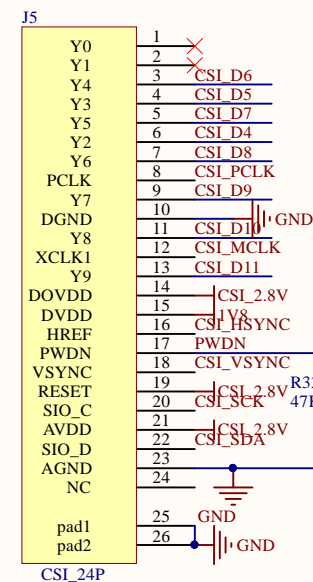 J5
Y0 1
Y1 2
Y4 3 CSI_D6
Y3 4 CSI_D5
Y5 5 CSI_D7
Y2 6 CSI_D4
Y6 7 CSI_D8
PCLK 8 CSI_PCLK
Y7 9 CSI_D9
DGND 10 GND
Y8 11 CSI_D10
XCLK1 12 CSI_MCLK
Y9 13 CSI_D11
DOVDD 14 CSI_2.8V
DVDD 15 1V8
HREF 16 CSI_HSYNC
PWDN 17 PWDN
VSYNC 18 CSI_VSYNC
RESET 19 CSI_2.8V
SIO_C 20 CSI_SCK
AVDD 21 CSI_2.8V
SIO_D 22 CSI_SDA
AGND 23
NC 24
GND
pad1 25
pad2 26 GND
CSI_24P